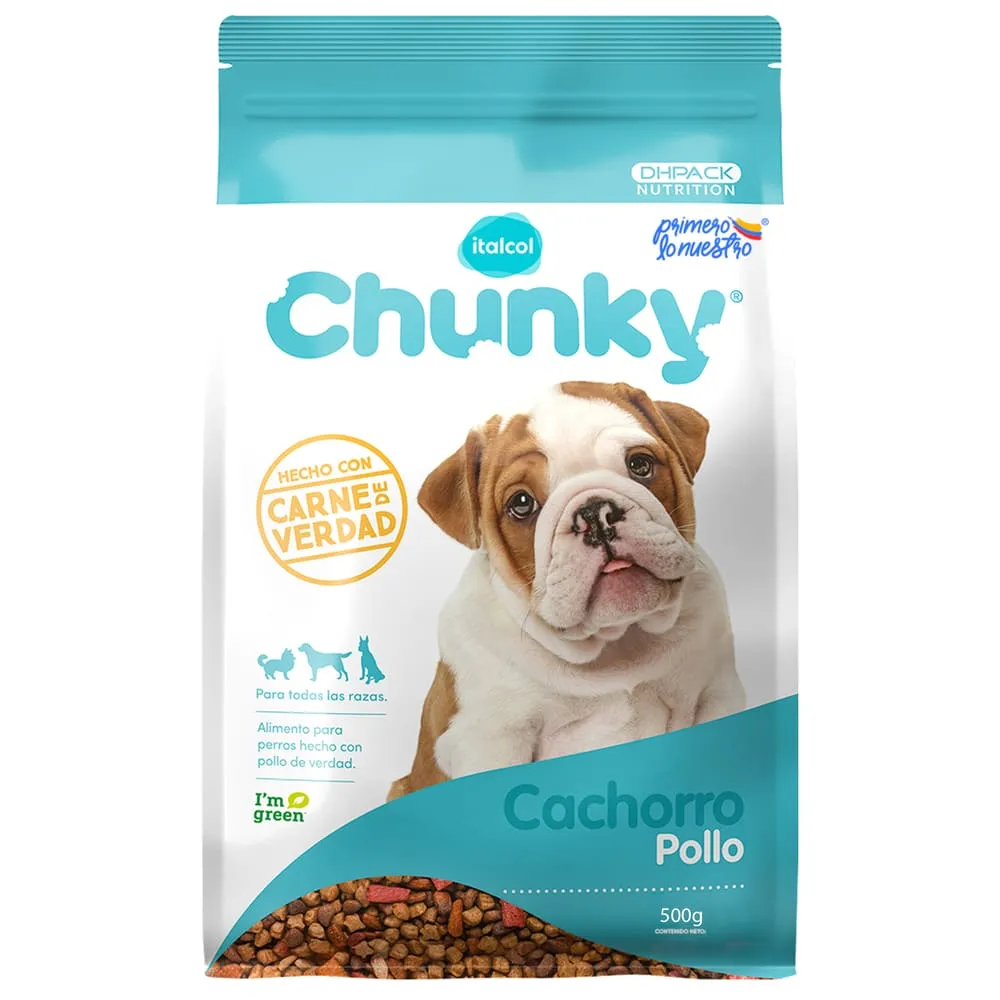 DHPACK
NUTRITION
primero
lo nuestro®
italcol
Chunky®
HECHO CON
CARNE DE
VERDAD
Para todas las razas.
Alimento para
perros hecho con
pollo de verdad.
I'm
green
Cachorro
Pollo
500g
CONTENIDO NETO: